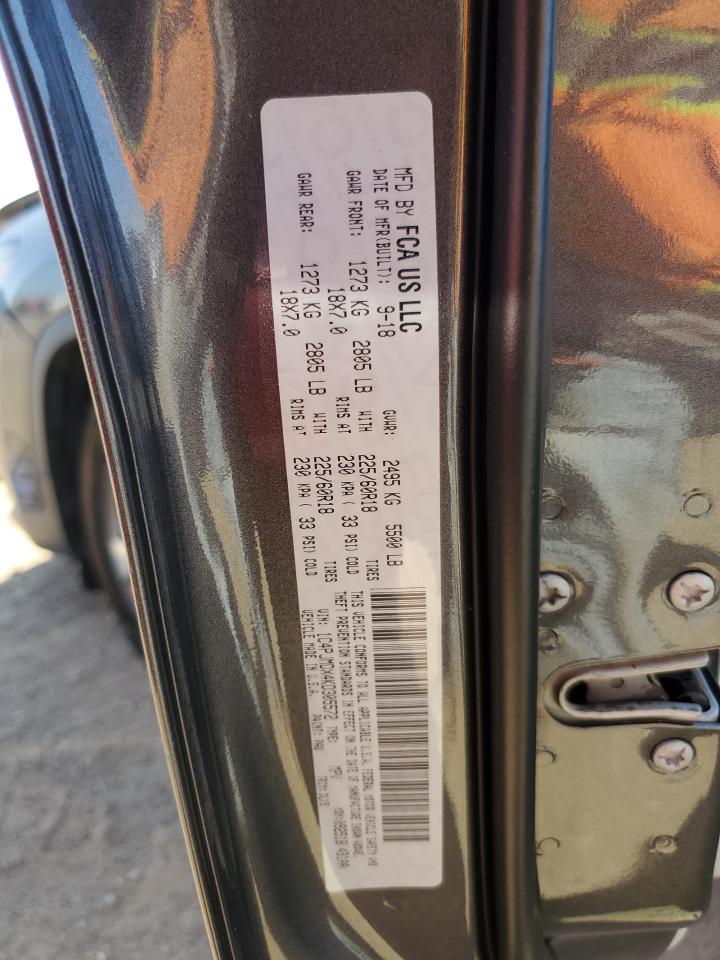 MFD BY FCA US LLC
DATE OF MFR(BUILT): 9-18 GVWR: 2495 KG 5500 LB
GAWR FRONT: 1273 KG 2805 LB WITH 225/60R18 TIRES
18X7.0 RIMS AT 230 KPA ( 33 PSI) COLD
GAWR REAR: 1273 KG 2805 LB WITH 225/60R18 TIRES
18X7.0 RIMS AT 230 KPA ( 33 PSI) COLD
THIS VEHICLE CONFORMS TO ALL APPLICABLE U.S.A. FEDERAL MOTOR VEHICLE SAFETY AND
THEFT PREVENTION STANDARDS IN EFFECT ON THE DATE OF MANUFACTURE SHOWN ABOVE.
VIN: 1C4PJMDX4KD305572 TYPE: MPV
VEHICLE MADE IN U.S.A. PAINT: TRIM: